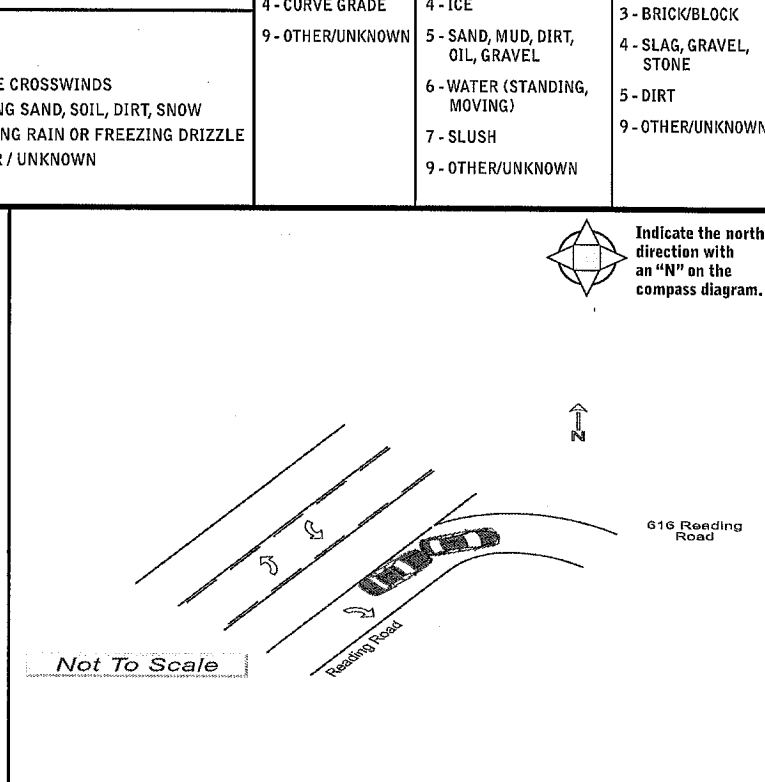 4 - CURVE GRADE
9 - OTHER/UNKNOWN
4 - ICE
5 - SAND, MUD, DIRT,
OIL, GRAVEL
6 - WATER (STANDING,
MOVING)
7 - SLUSH
9 - OTHER/UNKNOWN
3 - BRICK/BLOCK
4 - SLAG, GRAVEL,
STONE
5 - DIRT
9 - OTHER/UNKNOWN
E CROSSWINDS
NG SAND, SOIL, DIRT, SNOW
NG RAIN OR FREEZING DRIZZLE
R / UNKNOWN
Indicate the north
direction with
an “N” on the
compass diagram.
N
616 Reading
Road
Reading Road
Not To Scale